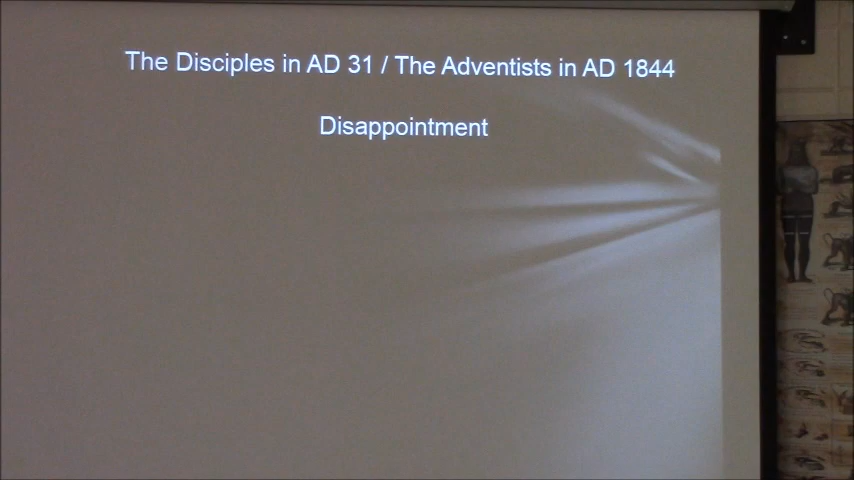 The Disciples in AD 31 / The Adventists in AD 1844
Disappointment